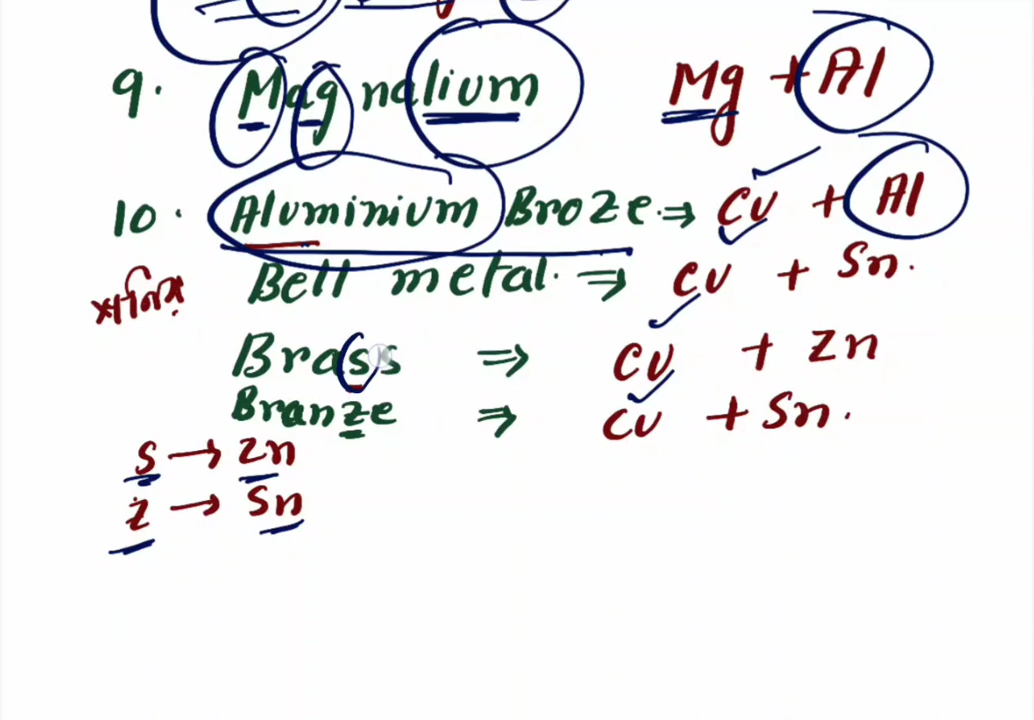 9. Magnalium Mg + Al
10. Aluminium Broze ⇒ Cu + Al
Bell metal. ⇒ Cu + Sn.
Brass ⇒ Cu + Zn
Branze ⇒ Cu + Sn.
S → Zn
Z → Sn